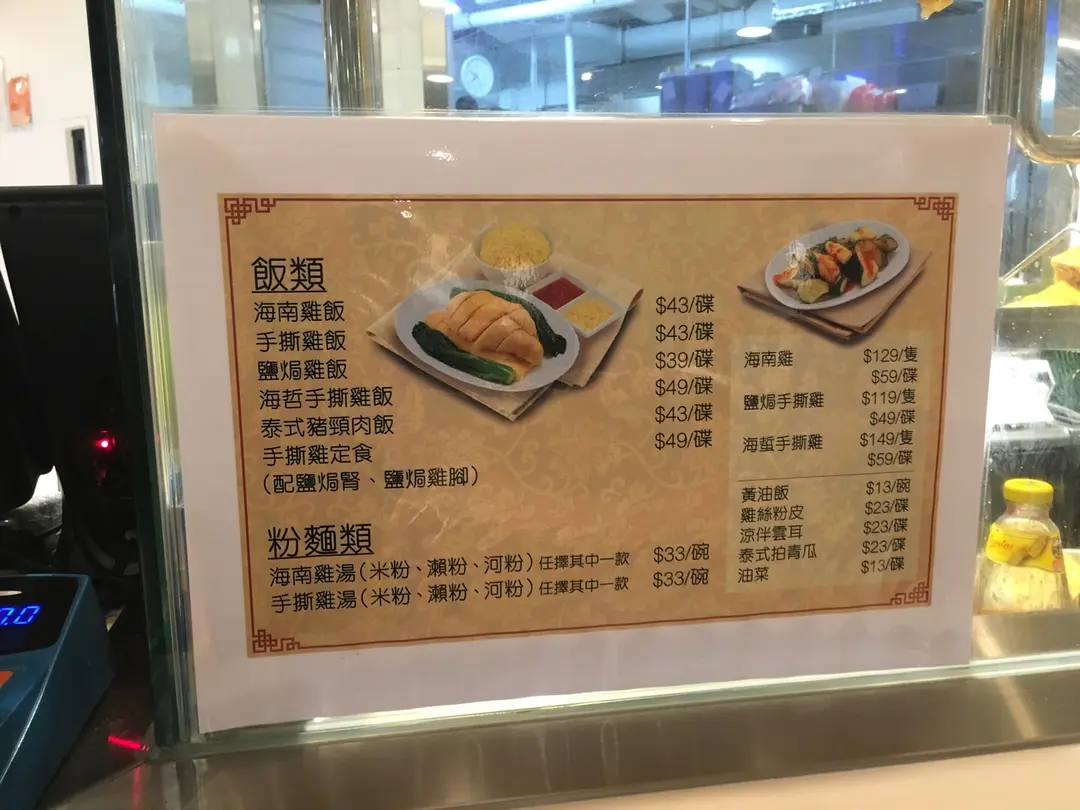 飯類
海南雞飯 $43/碟
手撕雞飯 $43/碟
鹽焗雞飯 $39/碟
海哲手撕雞飯 $49/碟
泰式豬頸肉飯 $43/碟
手撕雞定食 $49/碟
(配鹽焗腎、鹽焗雞腳)
粉麵類
海南雞湯(米粉、瀨粉、河粉)任擇其中一款 $33/碗
手撕雞湯(米粉、瀨粉、河粉)任擇其中一款 $33/碗
海南雞 $129/隻
$59/碟
鹽焗手撕雞 $119/隻
$49/碟
海蜇手撕雞 $149/隻
$59/碟
黃油飯 $13/碗
雞絲粉皮 $23/碟
涼伴雲耳 $23/碟
泰式拍青瓜 $23/碟
油菜 $13/碟